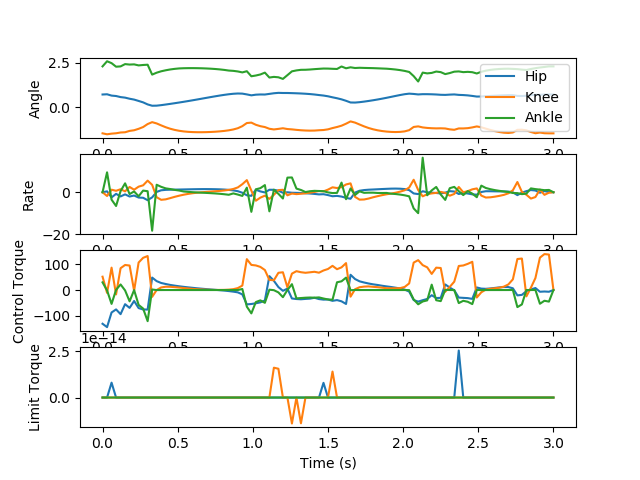 2.5
0.0
Angle
Hip
Knee
Ankle
0.0 0.5 1.0 1.5 2.0 2.5 3.0
0
−20
Rate
0.0 0.5 1.0 1.5 2.0 2.5 3.0
100
0
−100
Control Torque
0.0 0.5 1.0 1.5 2.0 2.5 3.0
1e−14
2.5
0.0
Limit Torque
0.0 0.5 1.0 1.5 2.0 2.5 3.0
Time (s)